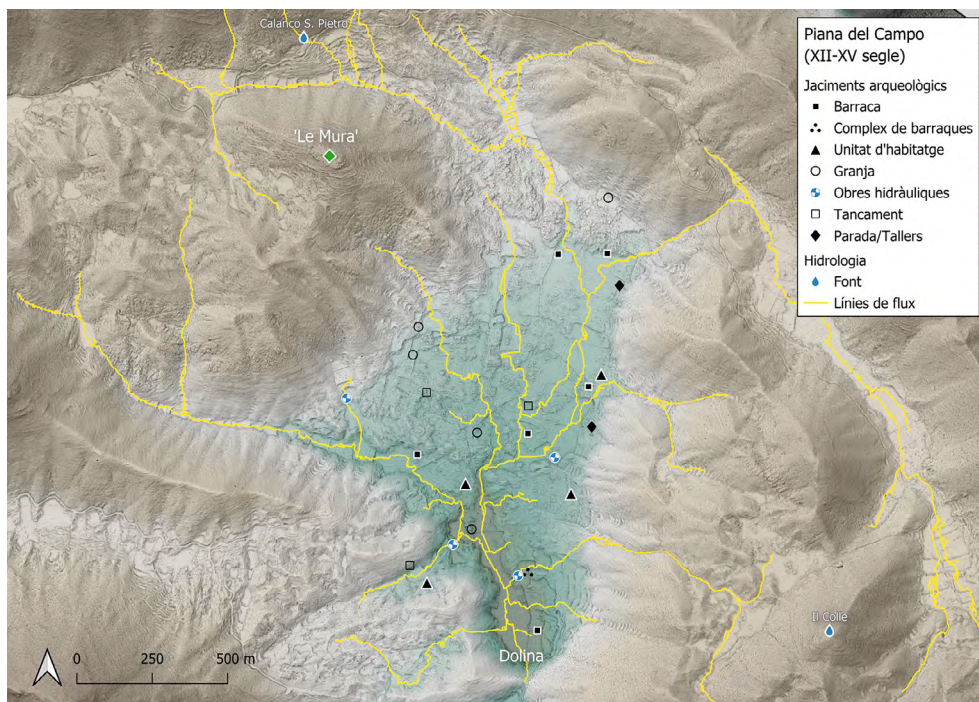 Calanco S. Pietro
'Le Mura'
Piana del Campo
(XII-XV segle)
Jaciments arqueològics
Barraca
Complex de barraques
Unitat d'habitatge
Granja
Obres hidràuliques
Tancament
Parada/Tallers
Hidrologia
Font
Línies de flux
Il Colle
Dolina
0 250 500 m